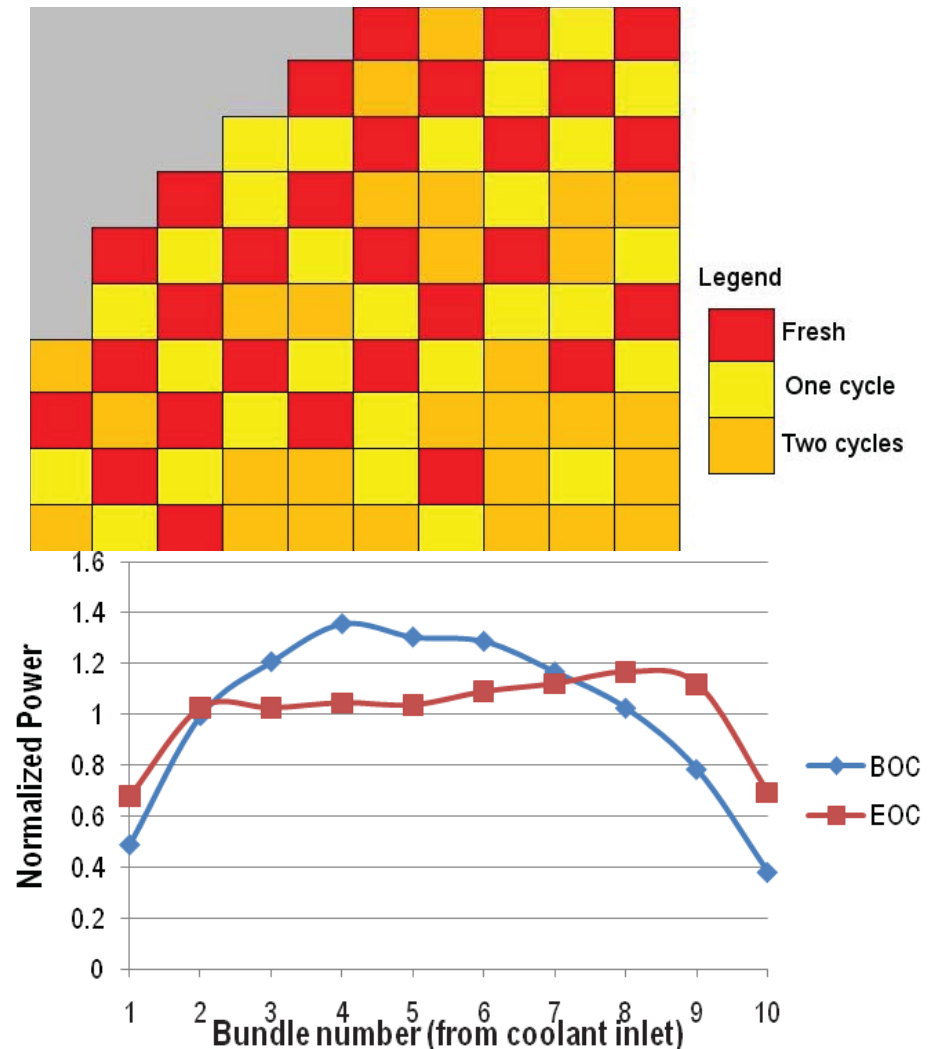 Legend
Fresh
One cycle
Two cycles
1.6
1.4
1.2
1
0.8
0.6
0.4
0.2
0
Normalized Power
1 2 3 4 5 6 7 8 9 10
Bundle number (from coolant inlet)
BOC
EOC